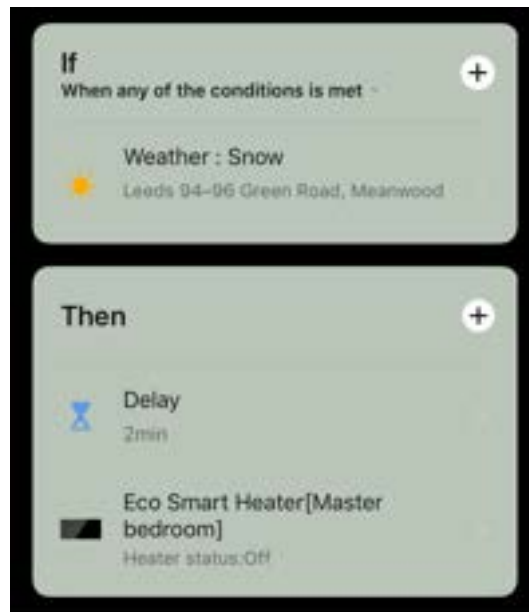 If
When any of the conditions is met
Weather : Snow
Leeds 94-96 Green Road, Meanwood
Then
Delay
2min
Eco Smart Heater[Master
bedroom]
Heater status:Off